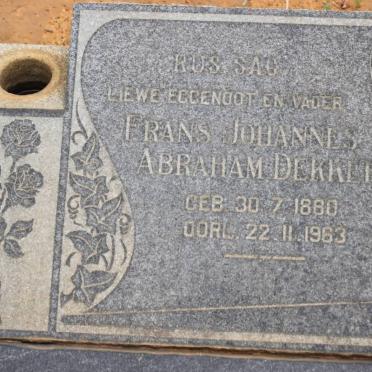 RUS SAG
LIEWE EGGENOOT EN VADER
FRANS JOHANNES
ABRAHAM DEKKER
GEB. 30.7.1880
OORL. 22.11.1963